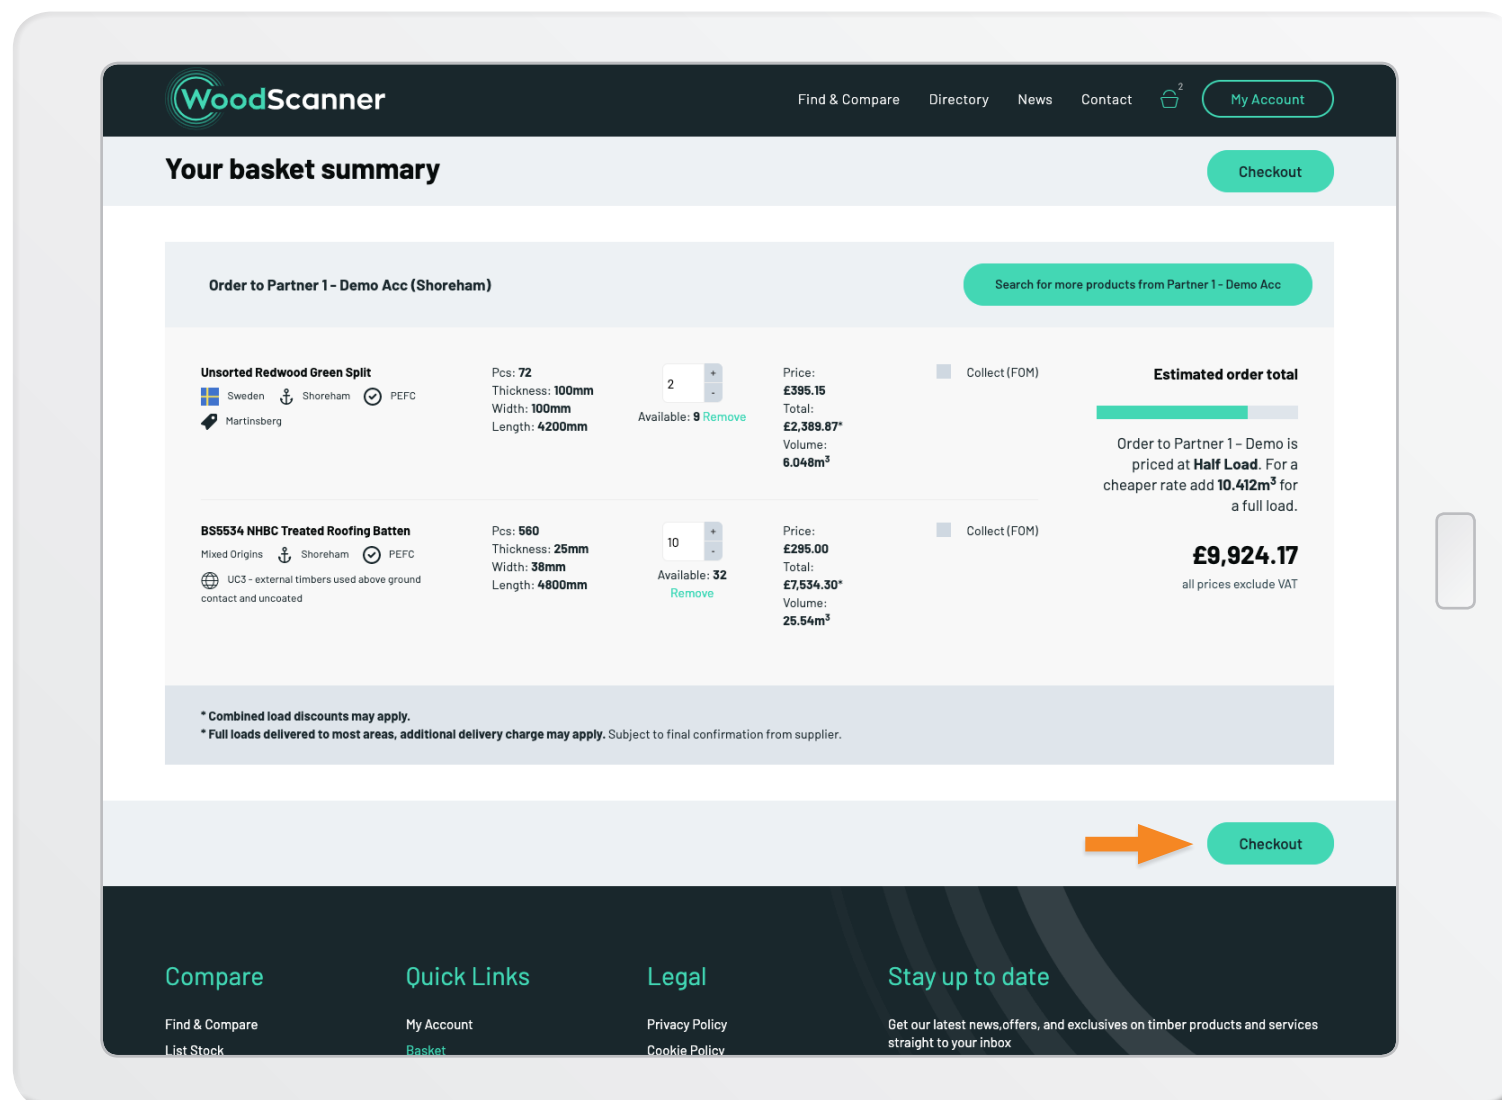 WoodScanner
Find & Compare
Directory
News
Contact
2
My Account
Your basket summary
Checkout
Order to Partner 1 - Demo Acc (Shoreham)
Search for more products from Partner 1 - Demo Acc
Unsorted Redwood Green Split
Sweden
Shoreham
PEFC
Martinsberg
Pcs: 72
Thickness: 100mm
Width: 100mm
Length: 4200mm
2
+
-
Available: 9 Remove
Price:
£395.15
Total:
£2,389.87*
Volume:
6.048m³
Collect (FOM)
BS5534 NHBC Treated Roofing Batten
Mixed Origins
Shoreham
PEFC
UC3 - external timbers used above ground
contact and uncoated
Pcs: 560
Thickness: 25mm
Width: 38mm
Length: 4800mm
10
+
-
Available: 32
Remove
Price:
£295.00
Total:
£7,534.30*
Volume:
25.54m³
Collect (FOM)
Estimated order total
Order to Partner 1 – Demo is
priced at Half Load. For a
cheaper rate add 10.412m³ for
a full load.
£9,924.17
all prices exclude VAT
* Combined load discounts may apply.
* Full loads delivered to most areas, additional delivery charge may apply. Subject to final confirmation from supplier.
Checkout
Compare
Find & Compare
List Stock
Quick Links
My Account
Basket
Legal
Privacy Policy
Cookie Policy
Stay up to date
Get our latest news,offers, and exclusives on timber products and services
straight to your inbox